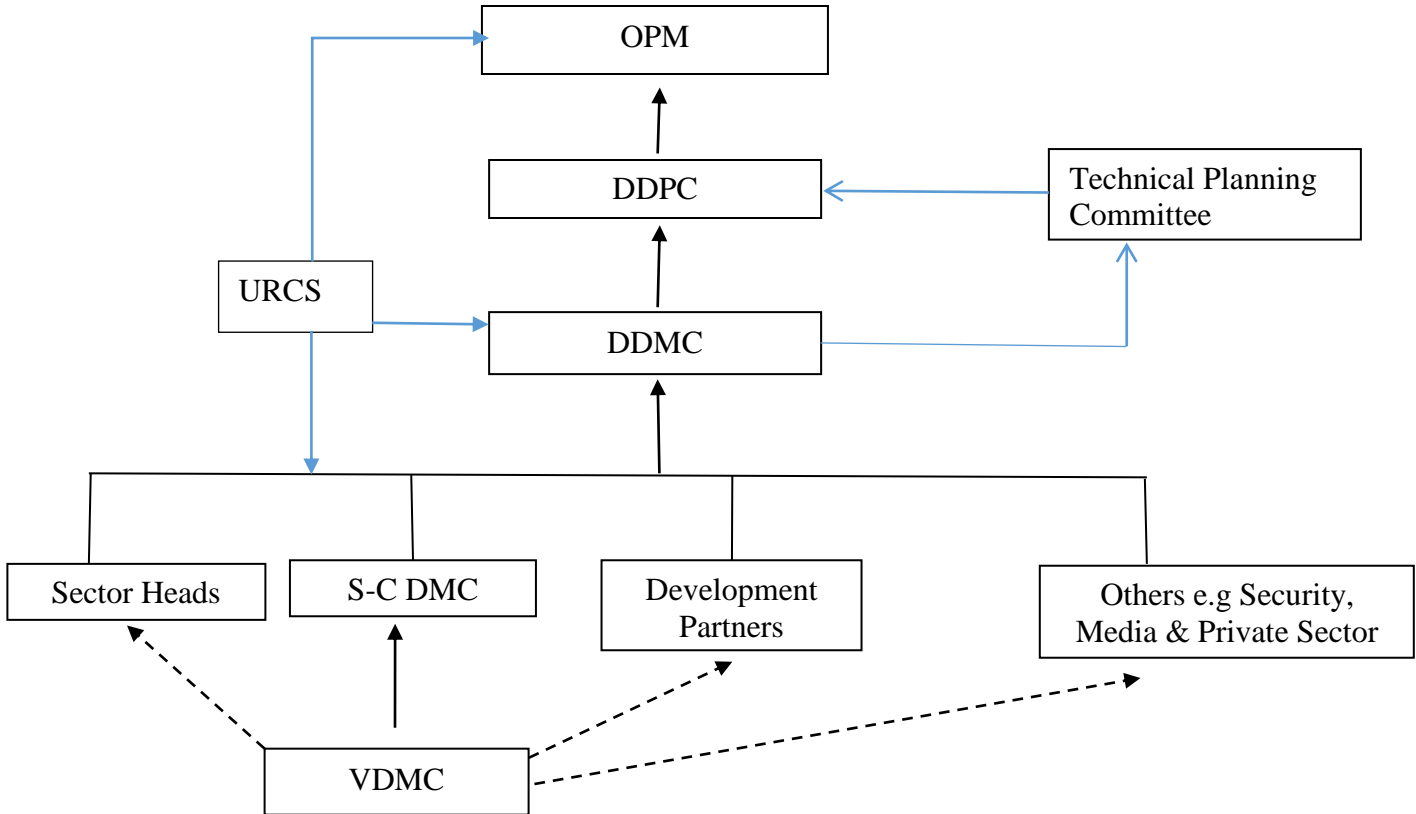 OPM
DDPC
Technical Planning
Committee
URCS
DDMC
Sector Heads
S-C DMC
Development
Partners
Others e.g Security,
Media & Private Sector
VDMC